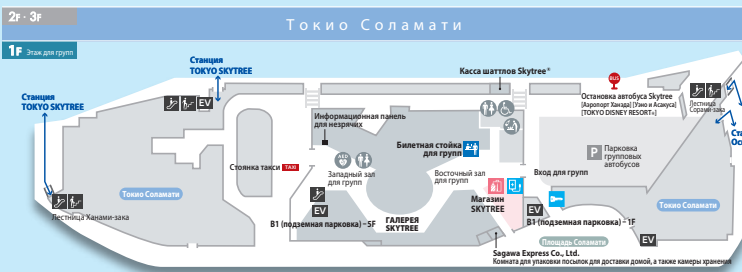 2F · 3F
Токио Соламати
1F Этаж для групп
Станция
TOKYO SKYTREE
Касса шаттлов Skytree®
BUS
Остановка автобуса Skytree
[Аэропорт Ханэда] [Уэно и Асакуса]
[TOKYO DISNEY RESORT®]
Лестница
Сорами-зака
Станция
TOKYO SKYTREE
EV
Информационная панель
для незрячих
Билетная стойка
для групп
P
Парковка
групповых
автобусов
Стоянка такси TAXI
AED
Западный зал
для групп
Восточный зал
для групп
Вход для групп
Токио Соламати
Магазин
SKYTREE
Токио Соламати
EV
EV
Лестница Ханами-зака
B1 (подземная парковка) – 5F
ГАЛЕРЕЯ
SKYTREE
B1 (подземная парковка) – 1F
Площадь Соламати
EV
Sagawa Express Co., Ltd.
Комната для упаковки посылок для доставки домой, а также камеры хранения